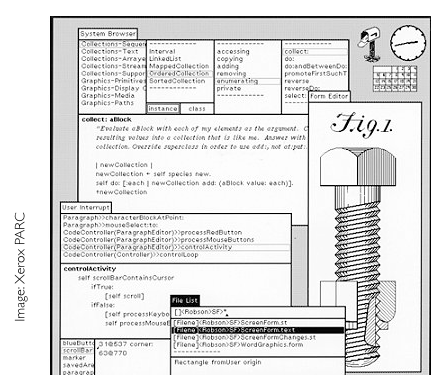 System Browser
Collections-Sequen
Collections-Text
Collections-Arraye
Collections-Stream
Collections-Suppor
Graphics-Primitives
Graphics-Display
Graphics-Media
Graphics-Paths
Interval
LinkedList
MappedCollection
OrderedCollection
SortedCollection
instance class
accessing
copying
adding
removing
enumerating
private
collect:
do:
do:andBetweenDo:
promoteFirstSuchT
reverse
reverseDo:
select:
Form Editor
Fig.1.
collect: aBlock
"Evaluate aBlock with each of my elements as the argument. C
resulting values into a collection that is like me. Answer with
collection. Override superclass in order to use add:, not at:put:.
| newCollection |
newCollection ← self species new.
self do: [:each | newCollection add: (aBlock value: each)].
↑newCollection
User Interrupt
Paragraph>>characterBlockAtPoint:
Paragraph>>mouseSelect:to:
CodeController(ParagraphEditor)>>processRedButton
CodeController(ParagraphEditor)>>processMouseButtons
CodeController(ParagraphEditor)>>controlActivity
CodeController(Controller)>>controlLoop
controlActivity
self scrollBarContainsCursor
ifTrue:
[self scroll]
ifFalse:
[self processKeybo
self processMouseB
File List
[]<Robson>SF>*
[Filene]<Robson>SF>ScreenForm.st
[Filene]<Robson>SF>ScreenForm.text
[Filene]<Robson>SF>ScreenFormChanges.st
[Filene]<Robson>SF>WordGraphics.form
Rectangle fromUser origin
blueButto
scrollBar
marker
savedAre
paragrap
310@37 corner:
630@770
Image: Xerox PARC